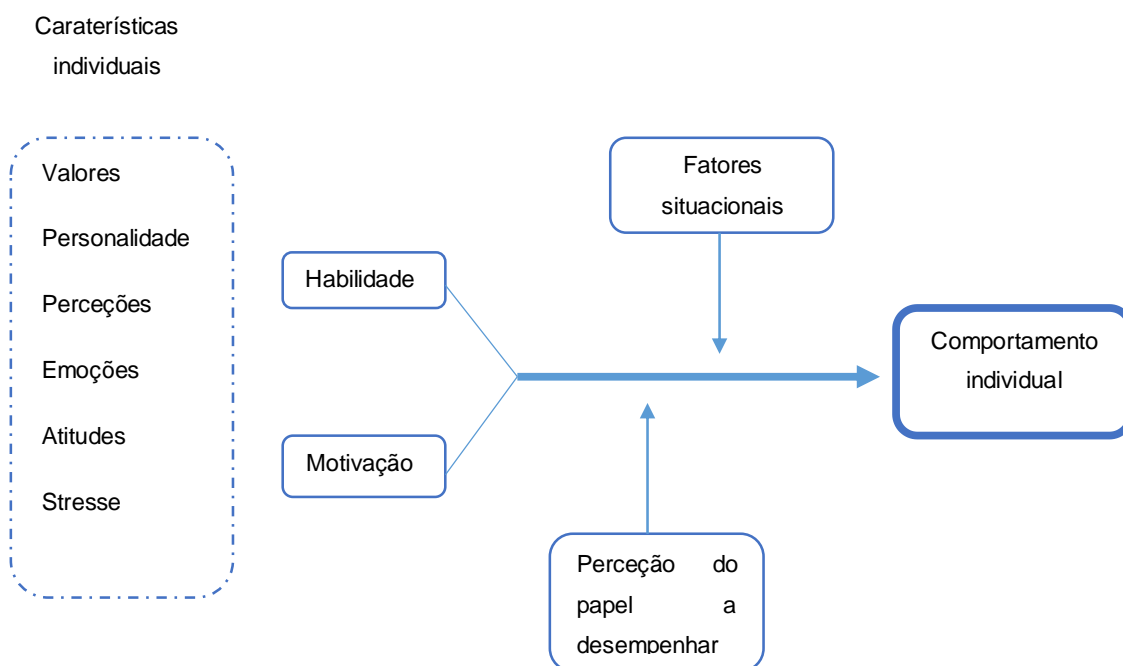 Caraterísticas
individuais
Valores
Personalidade
Perceções
Emoções
Atitudes
Stresse
Habilidade
Motivação
Fatores
situacionais
Perceção do
papel a
desempenhar
Comportamento
individual